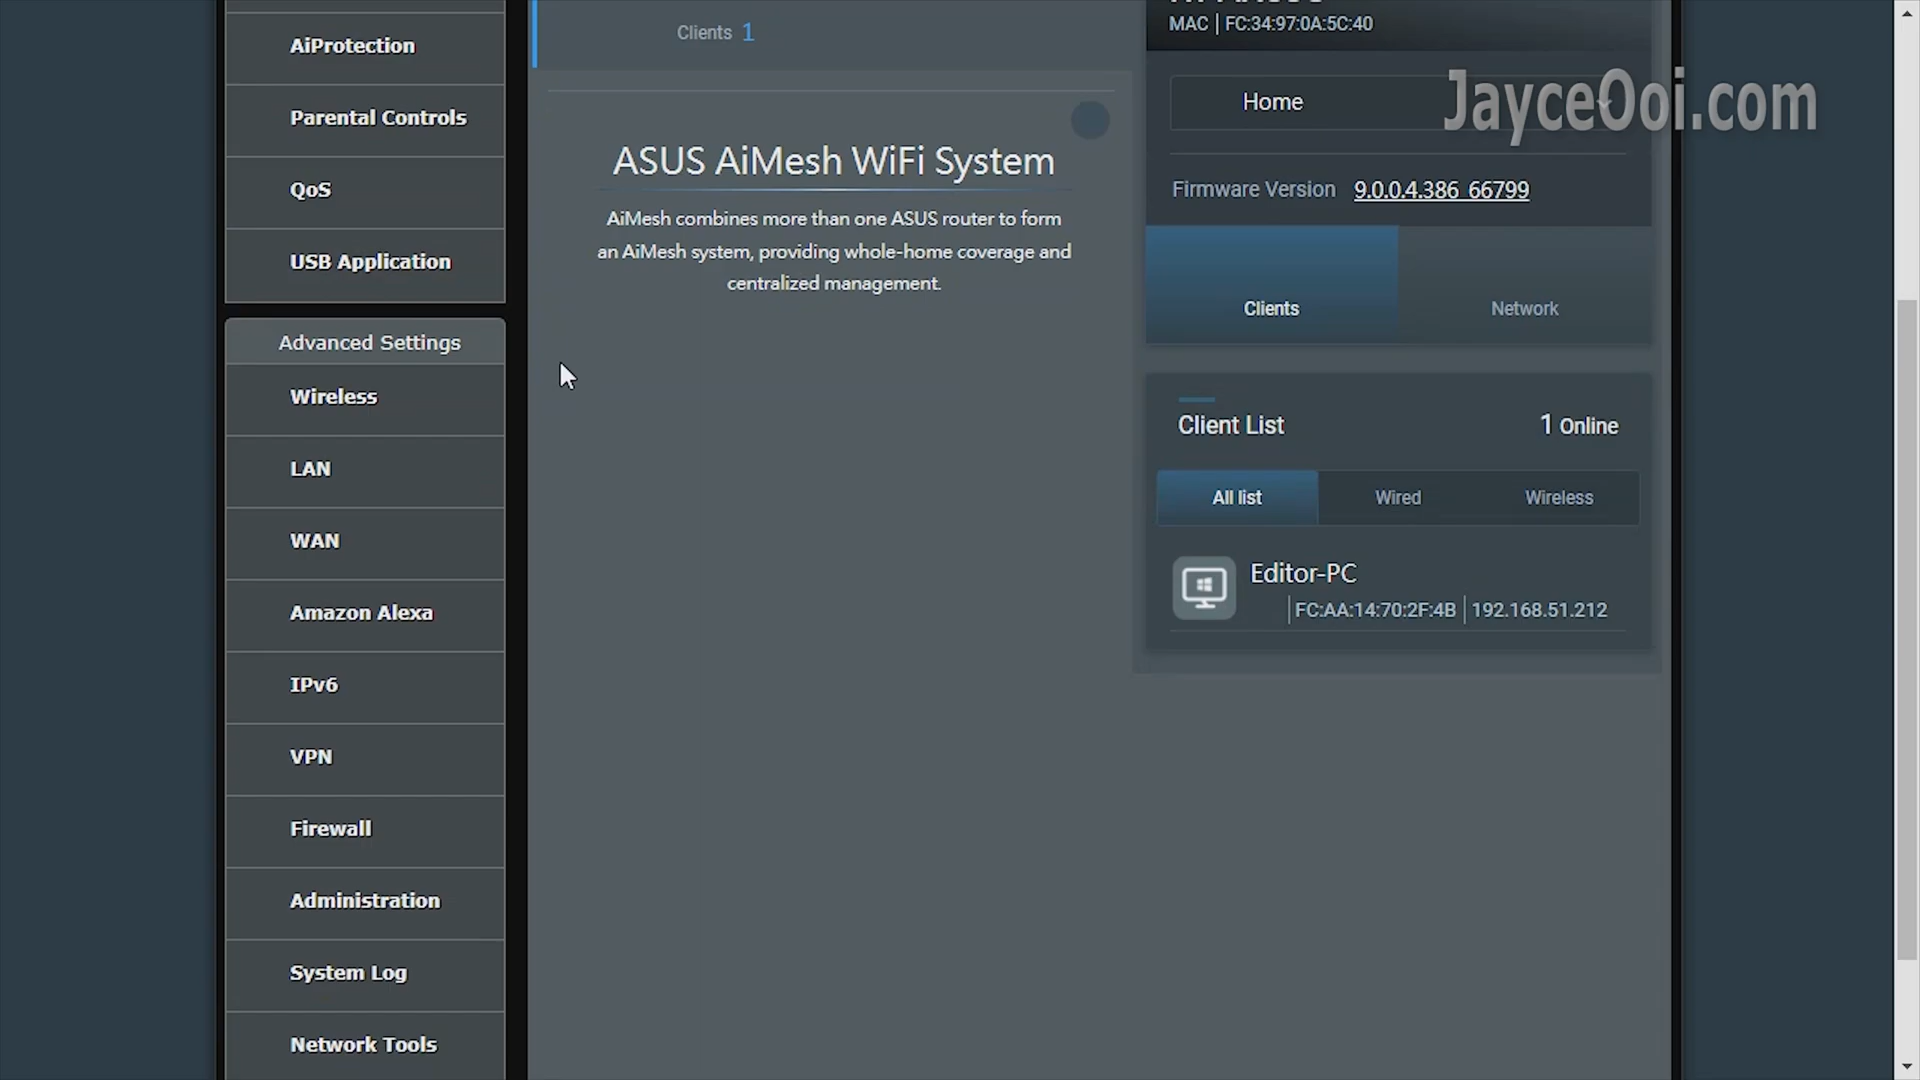 AiProtection
Parental Controls
QoS
USB Application
Advanced Settings
Wireless
LAN
WAN
Amazon Alexa
IPv6
VPN
Firewall
Administration
System Log
Network Tools
Clients 1
ASUS AiMesh WiFi System
AiMesh combines more than one ASUS router to form
an AiMesh system, providing whole-home coverage and
centralized management.
MAC | FC:34:97:0A:5C:40
Home
JayceOoi.com
Firmware Version 9.0.0.4.386_66799
Clients Network
Client List 1 Online
All list Wired Wireless
Editor-PC
FC:AA:14:70:2F:4B 192.168.51.212